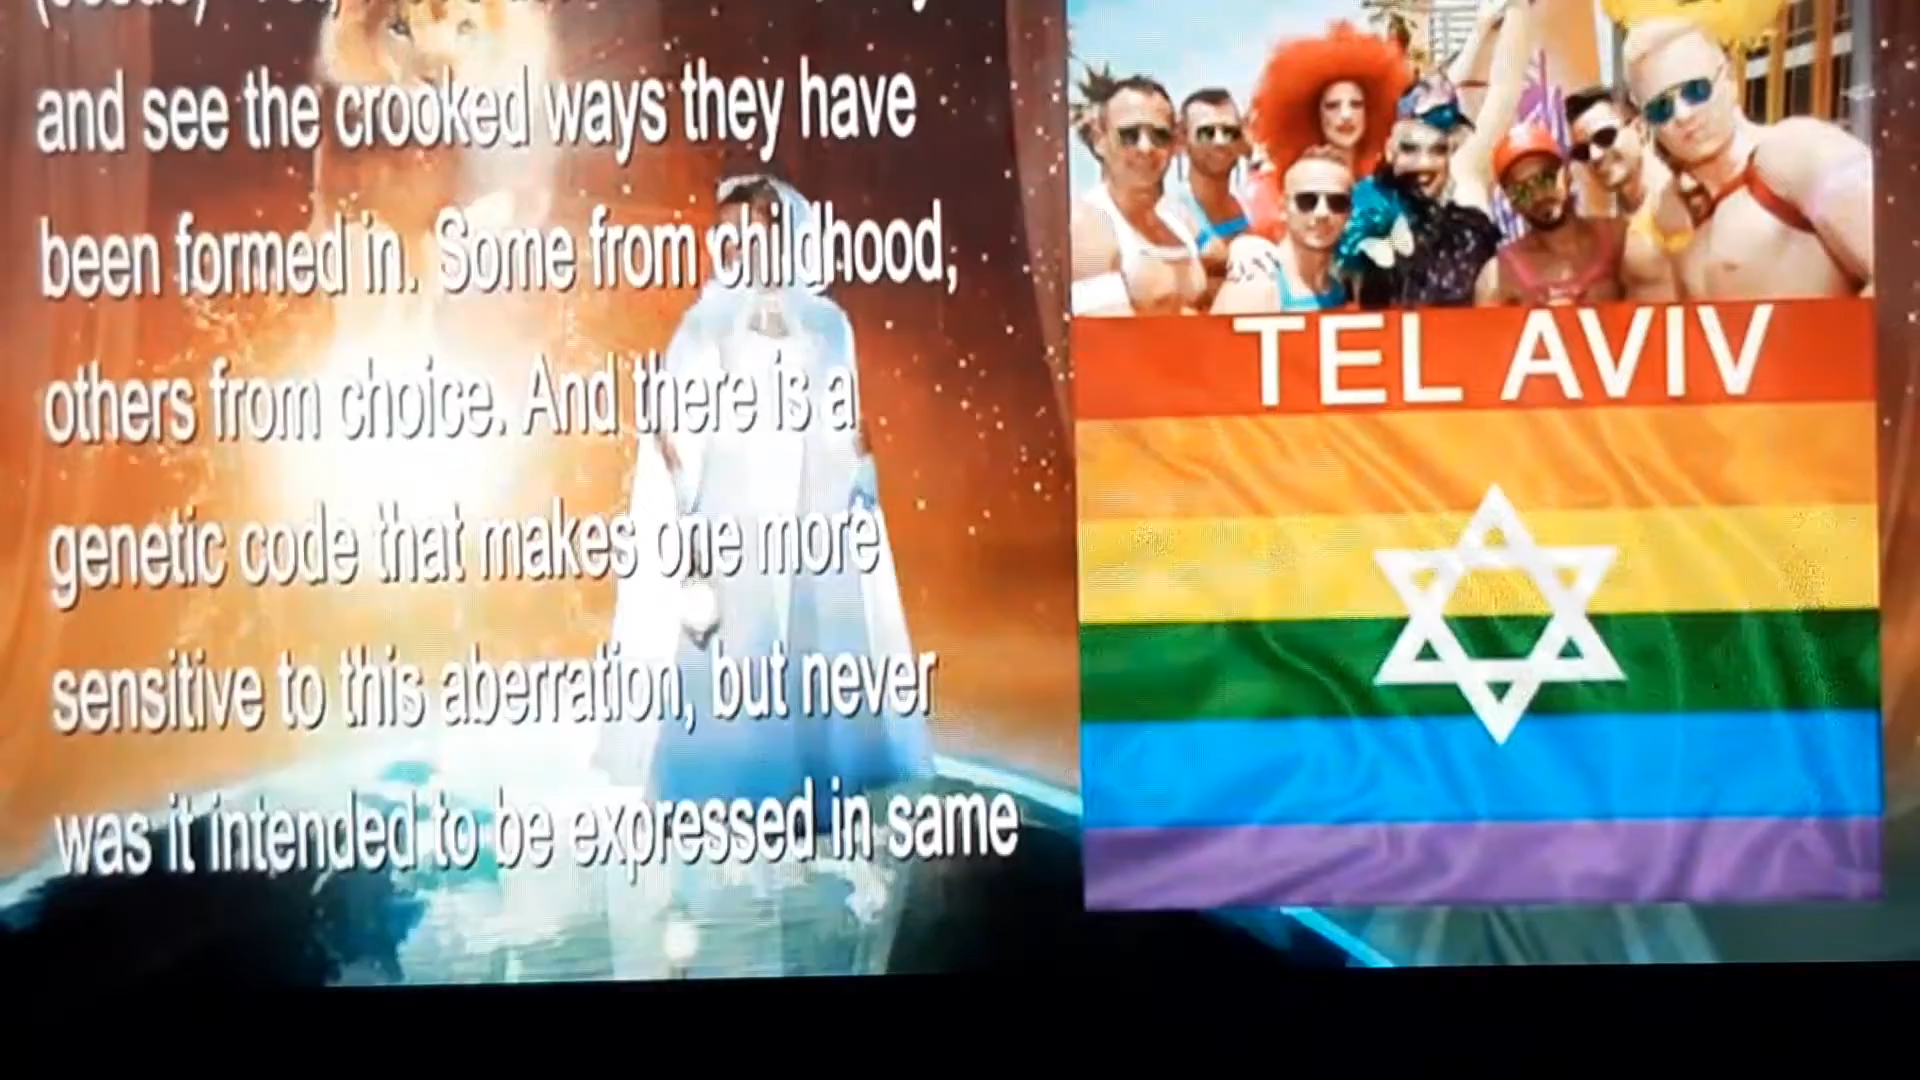 and see the crooked ways they have
been formed in. Some from childhood,
others from choice. And there is a
genetic code that makes one more
sensitive to this aberration, but never
was it intended to be expressed in same
TEL AVIV